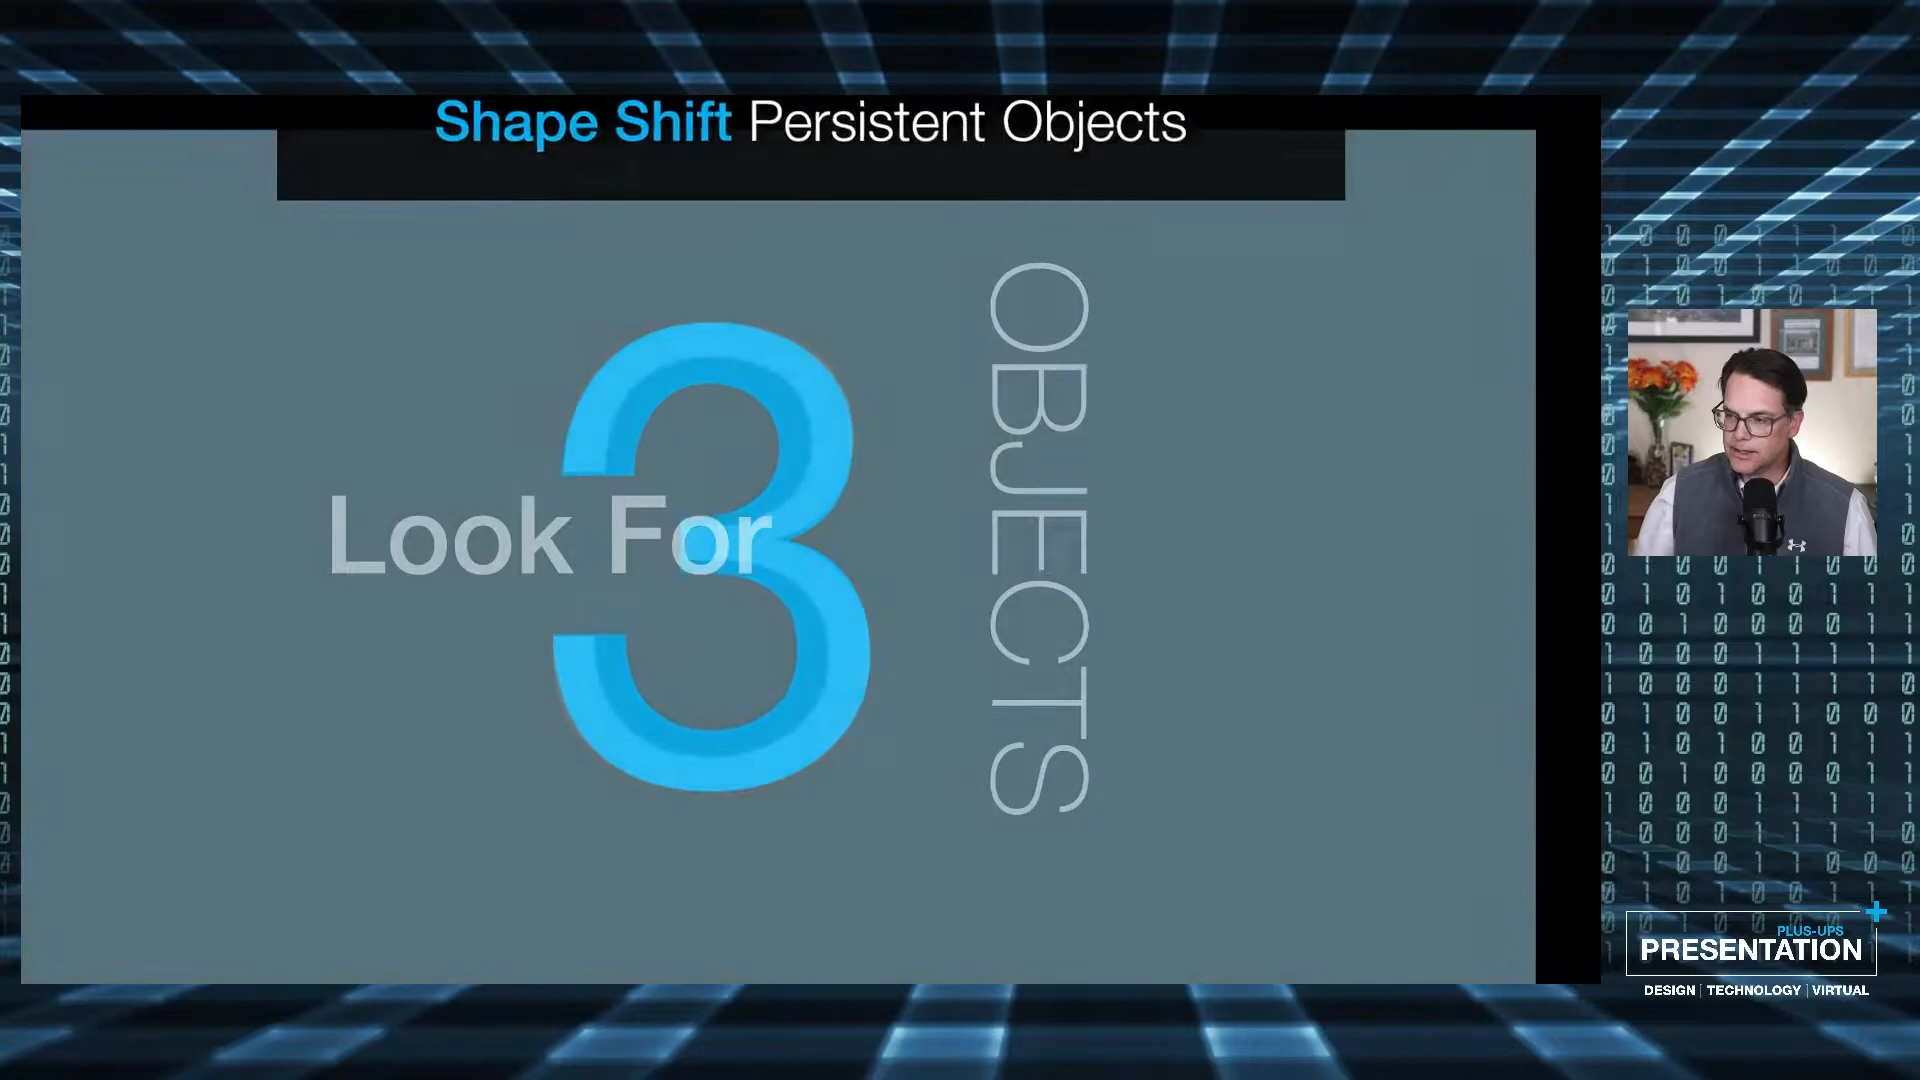 Shape Shift Persistent Objects
Look For
3
OBJECTS
PLUS-UPS
PRESENTATION
DESIGN | TECHNOLOGY | VIRTUAL